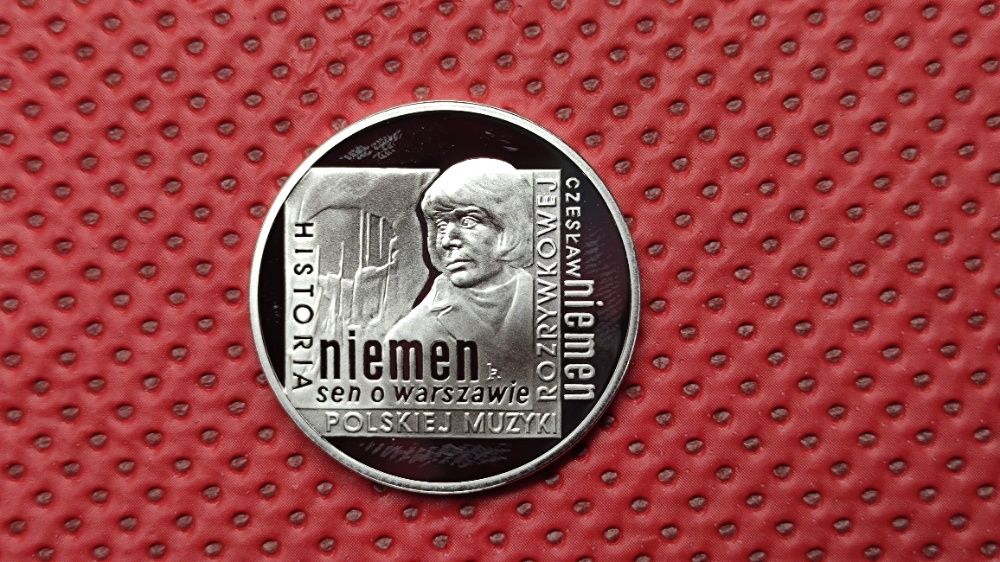 HISTORIA
POLSKIEJ MUZYKI
ROZRYWKOWEJ
CZESŁAW niemen
niemen
sen o warszawie